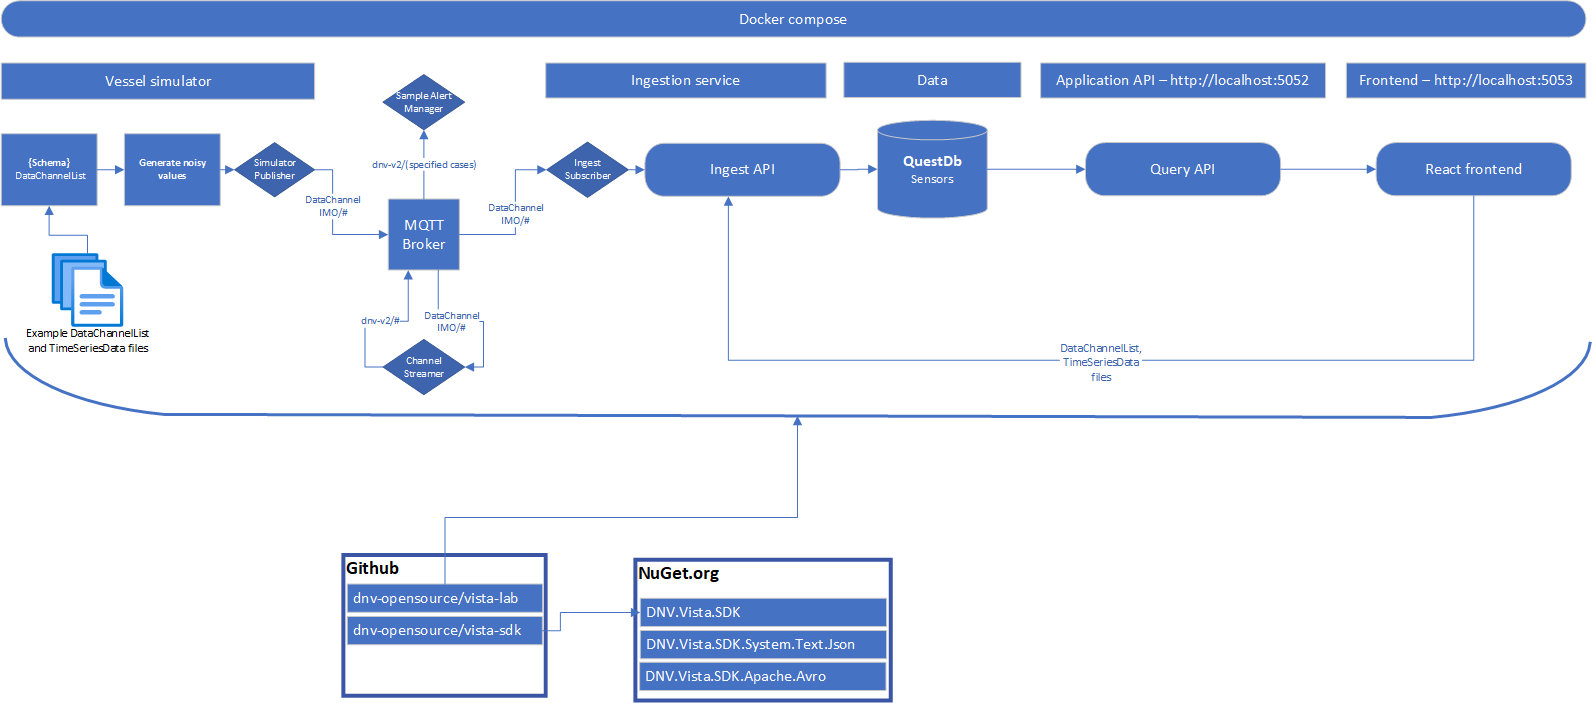 Docker compose
Vessel simulator
Ingestion service
Data
Application API – http://localhost:5052
Frontend – http://localhost:5053
Sample Alert
Manager
{Schema}
DataChannelList
Generate noisy
values
Simulator
Publisher
dnv-v2/(specified cases)
DataChannel
IMO/#
MQTT
Broker
DataChannel
IMO/#
Ingest
Subscriber
Ingest API
QuestDb
Sensors
Query API
React frontend
Example DataChannelList
and TimeSeriesData files
dnv-v2/#
DataChannel
IMO/#
Channel
Streamer
DataChannelList,
TimeSeriesData
files
Github
dnv-opensource/vista-lab
dnv-opensource/vista-sdk
NuGet.org
DNV.Vista.SDK
DNV.Vista.SDK.System.Text.Json
DNV.Vista.SDK.Apache.Avro